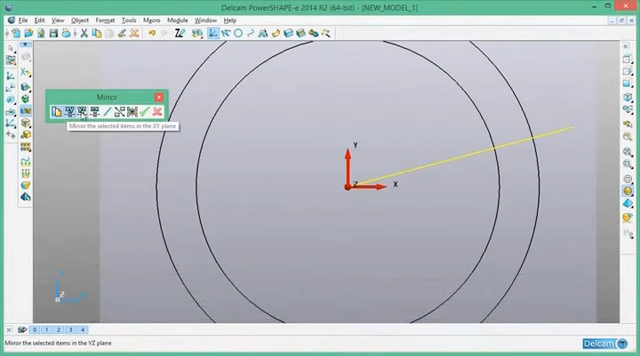 Delcam PowerSHAPE-e 2014 R2 (64-bit) - [NEW_MODEL_1]
File Edit View Object Format Tools Macro Module Window Help
Mirror
Mirror the selected items in the XY plane
Y
Z
X
Z
0 1 2 3 4
Mirror the selected items in the YZ plane
Delcam